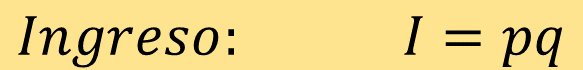 Ingreso: I = pq